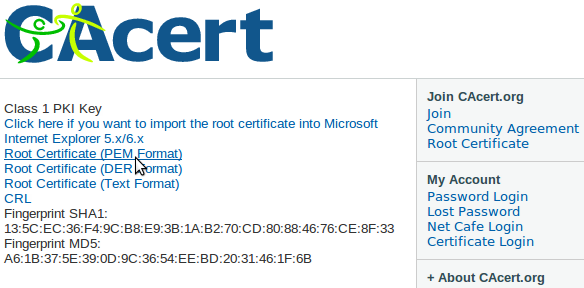 CAcert
Class 1 PKI Key
Click here if you want to import the root certificate into Microsoft
Internet Explorer 5.x/6.x
Root Certificate (PEM Format)
Root Certificate (DER Format)
Root Certificate (Text Format)
CRL
Fingerprint SHA1:
13:5C:EC:36:F4:9C:B8:E9:3B:1A:B2:70:CD:80:88:46:76:CE:8F:33
Fingerprint MD5:
A6:1B:37:5E:39:0D:9C:36:54:EE:BD:20:31:46:1F:6B
Join CAcert.org
Join
Community Agreement
Root Certificate
My Account
Password Login
Lost Password
Net Cafe Login
Certificate Login
+ About CAcert.org